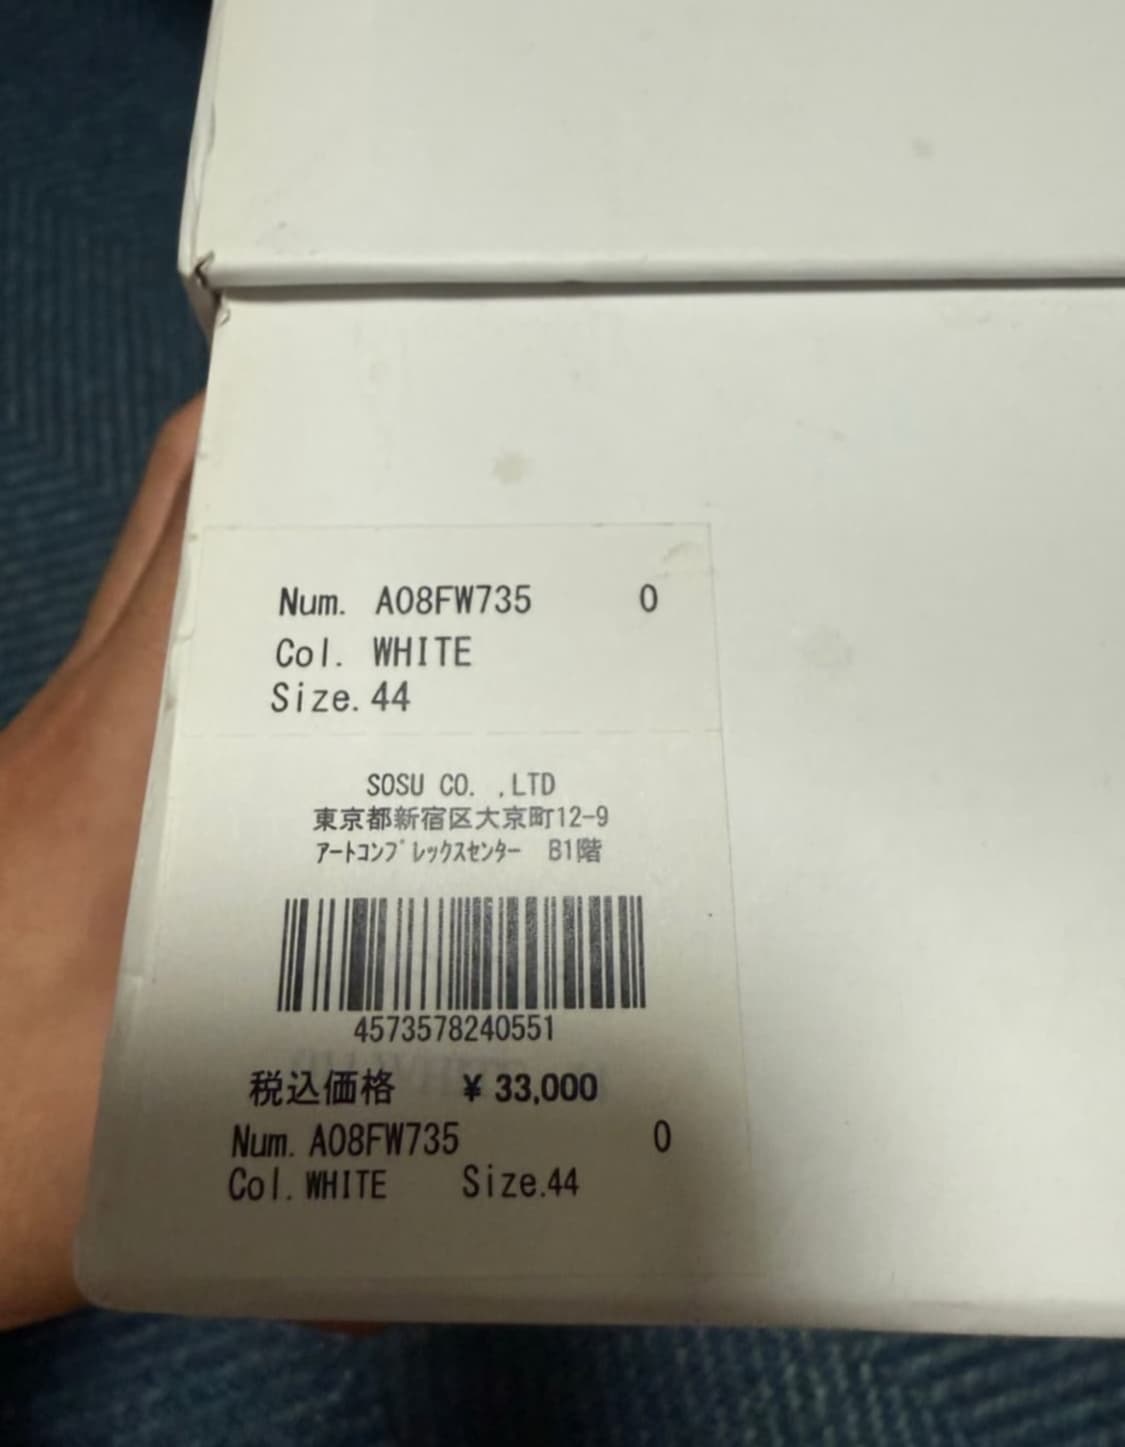 Num. A08FW735 0
Col. WHITE
Size. 44
SOSU CO. ,LTD
東京都新宿区大京町12-9
ｱｰﾄｺﾝﾌﾟﾚｯｸｽｾﾝﾀｰ B1階
4573578240551
税込価格 ¥ 33,000
Num. A08FW735 0
Col. WHITE Size.44